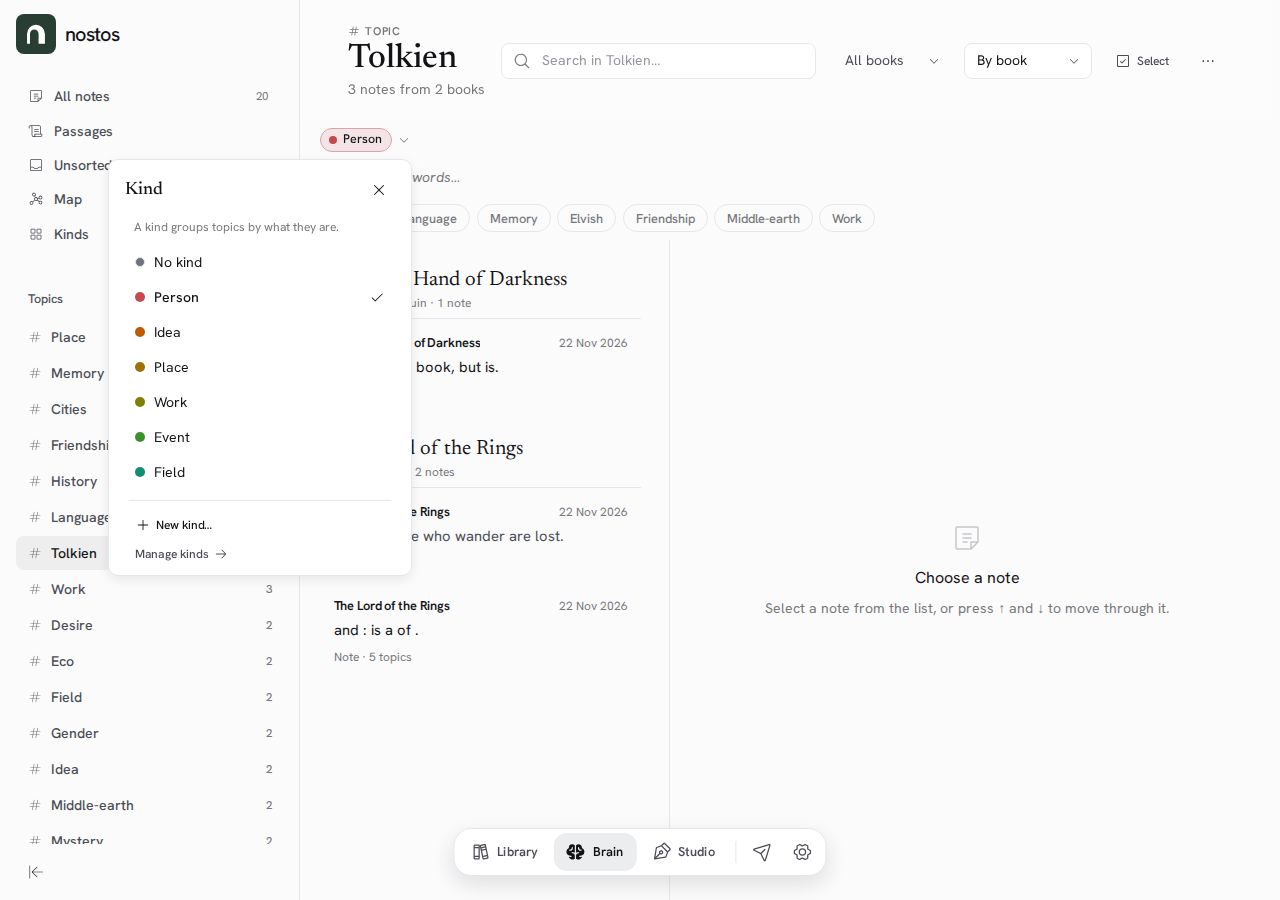 nostos
All notes 20
Passages
Unsorted
Map
Kinds
Topics
# Place
# Memory
# Cities
# Friendshi
# History
# Language
# Tolkien
# Work 3
# Desire 2
# Eco 2
# Field 2
# Gender 2
# Idea 2
# Middle-earth 2
# Mystery 2
# TOPIC
Tolkien
3 notes from 2 books
Search in Tolkien...
All books
By book
Select
Person
words...
anguage Memory Elvish Friendship Middle-earth Work
Kind
A kind groups topics by what they are.
No kind
Person
Idea
Place
Work
Event
Field
New kind...
Manage kinds
Hand of Darkness
uin · 1 note
of Darkness 22 Nov 2026
book, but is.
d of the Rings
2 notes
e Rings 22 Nov 2026
e who wander are lost.
The Lord of the Rings 22 Nov 2026
and : is a of .
Note · 5 topics
Choose a note
Select a note from the list, or press ↑ and ↓ to move through it.
Library
Brain
Studio